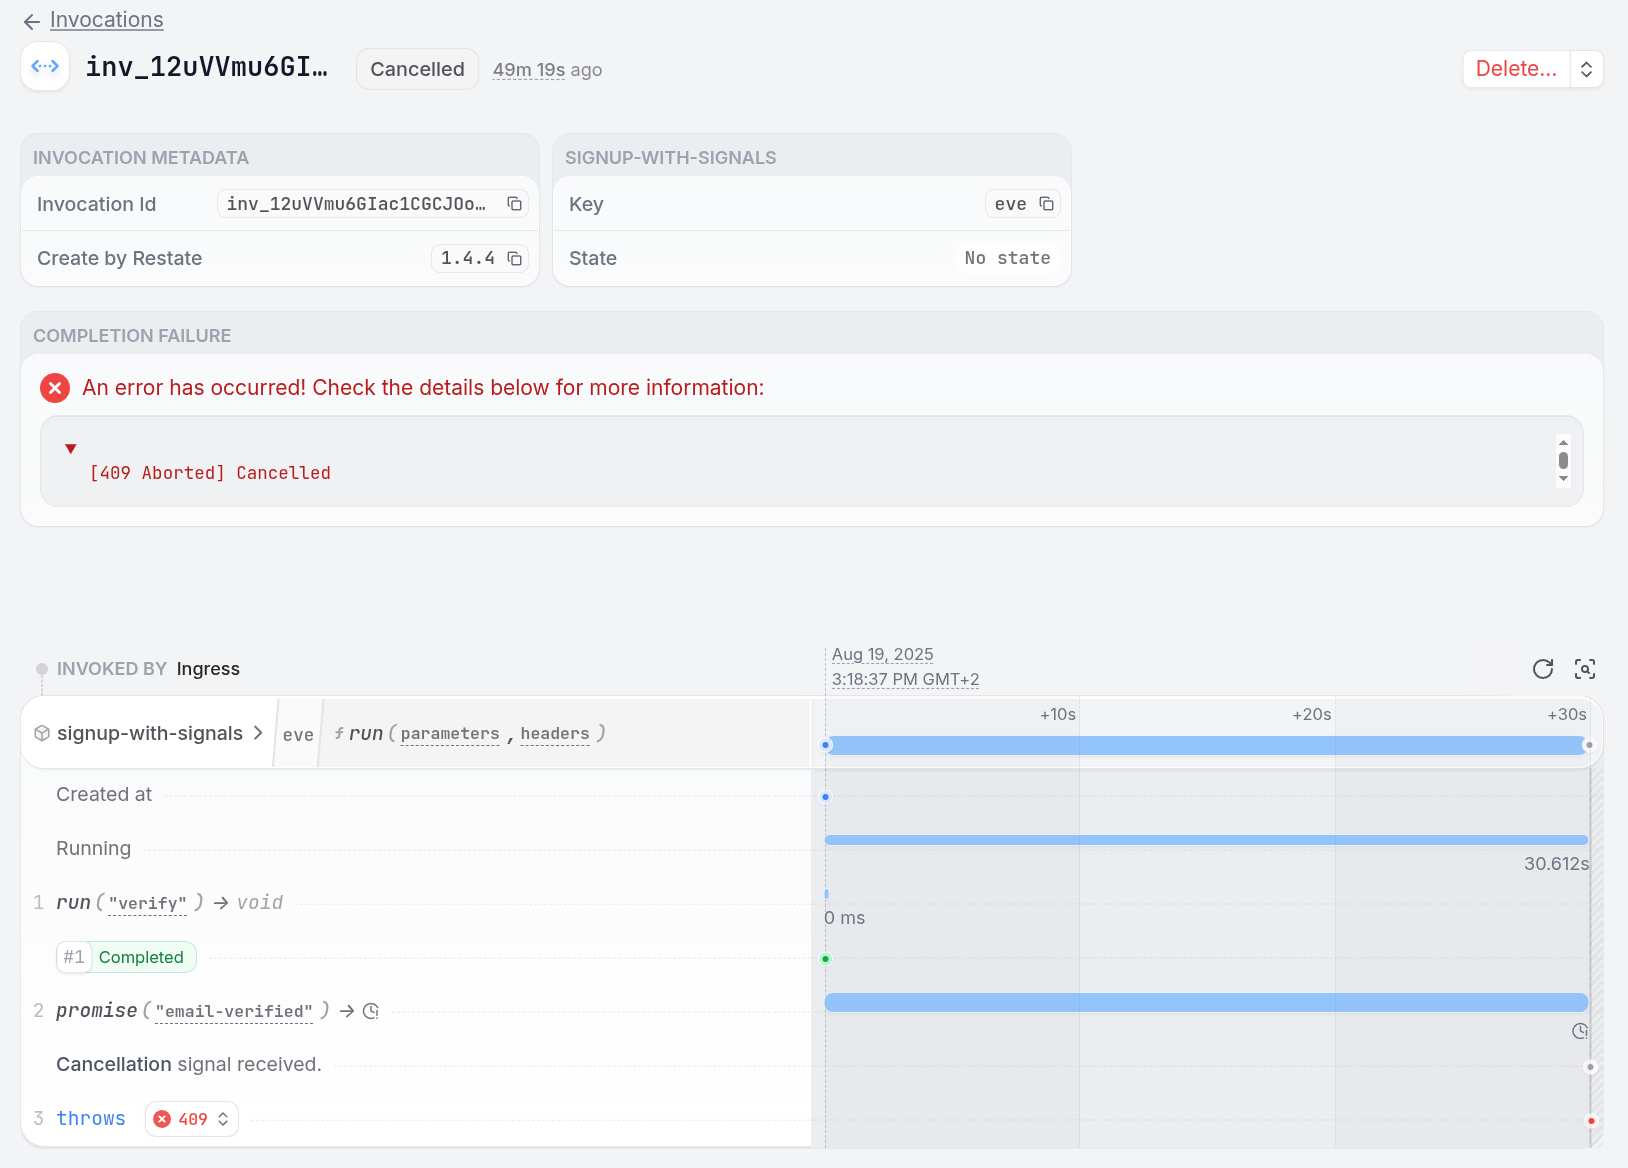 Invocations
inv_12uVVmu6GI…
Cancelled
49m 19s ago
Delete…
INVOCATION METADATA
Invocation Id
inv_12uVVmu6GIac1CGCJOo…
Create by Restate
1.4.4
SIGNUP-WITH-SIGNALS
Key
eve
State
No state
COMPLETION FAILURE
An error has occurred! Check the details below for more information:
[409 Aborted] Cancelled
INVOKED BY Ingress
Aug 19, 2025
3:18:37 PM GMT+2
signup-with-signals
eve
ƒ run(parameters , headers)
+10s
+20s
+30s
Created at
Running
30.612s
1 run("verify") → void
0 ms
#1 Completed
2 promise("email-verified") →
Cancellation signal received.
3 throws 409